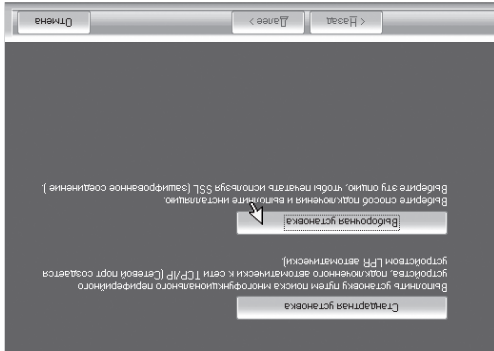 Стандартная установка
Выполнить установку путем поиска многофункционального периферийного
устройства, подключенного автоматически к сети TCP/IP (Сетевой порт создается
устройством LPR автоматически).
Выборочная установка
Выберите способ подключения и выполните инсталляцию.
Выберите эту опцию, чтобы печатать используя SSL (зашифрованное соединение ).
< Назад
Далее >
Отмена